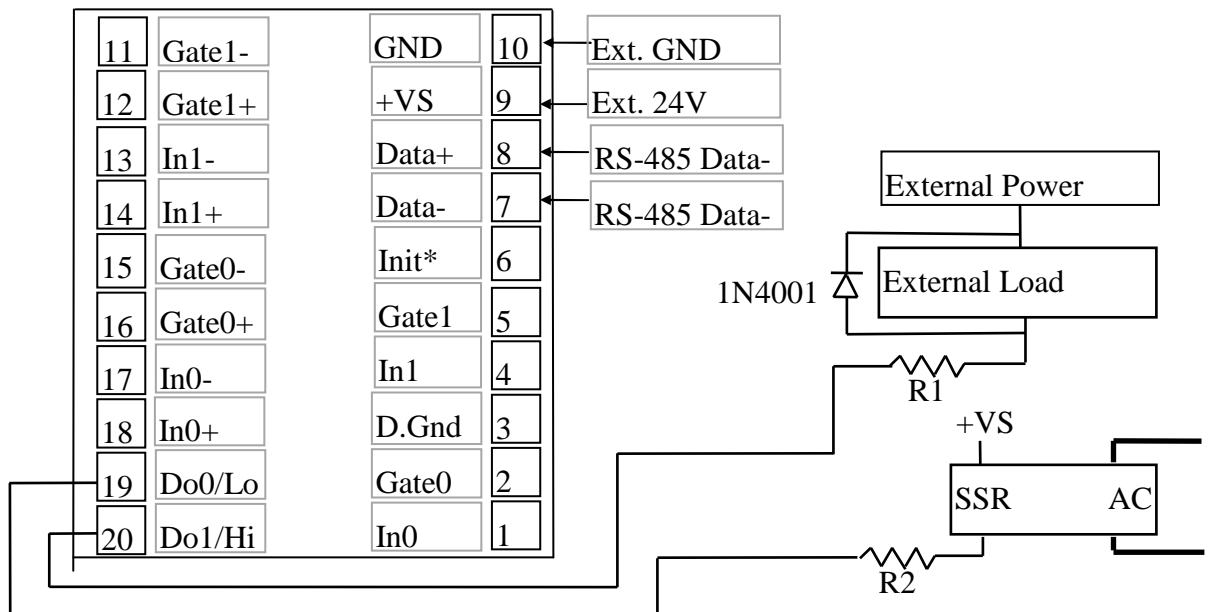 11 Gate1- GND 10 Ext. GND
12 Gate1+ +VS 9 Ext. 24V
13 In1- Data+ 8 RS-485 Data-
14 In1+ Data- 7 RS-485 Data-
15 Gate0- Init* 6
16 Gate0+ Gate1 5
17 In0- In1 4
18 In0+ D.Gnd 3
19 Do0/Lo Gate0 2
20 Do1/Hi In0 1
External Power
1N4001 External Load
R1
+VS
SSR AC
R2